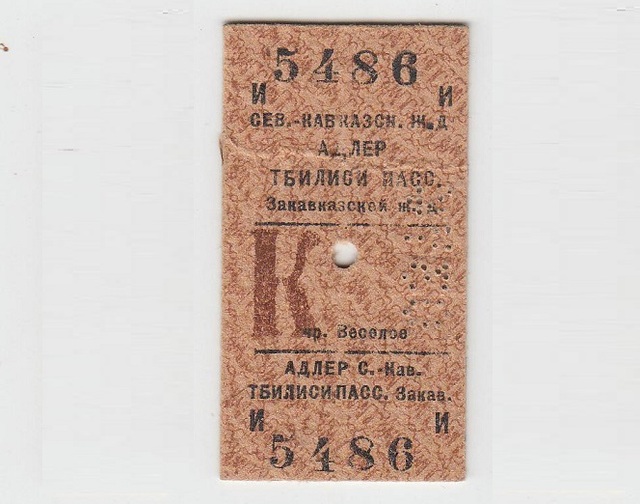 5486
И И
СЕВ.-КАВКАЗСК. Ж.Д
АДЛЕР
ТБИЛИСИ ПАСС.
Закавказской ж.д.
К
чр. Веселое
АДЛЕР С.-Кав.
ТБИЛИСИ ПАСС. Закав.
И И
5486